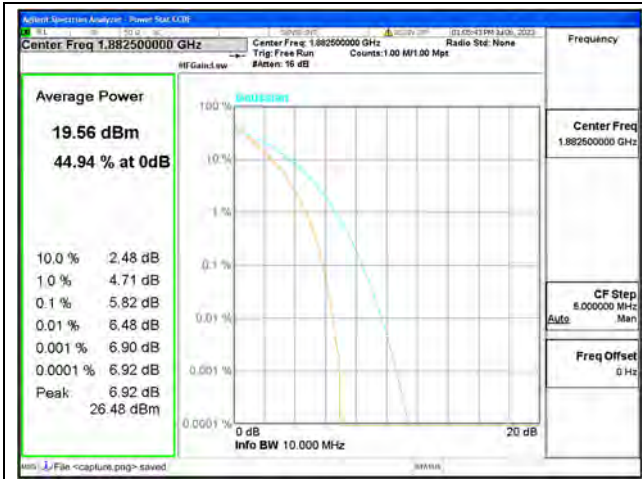 Agilent Spectrum Analyzer - Power Stat CCDF
Center Freq 1.882500000 GHz
Center Freq: 1.882500000 GHz
Radio Std: None
Trig: Free Run
Counts:1.00 M/1.00 Mpt
#IFGain:Low
#Atten: 16 dB
Frequency
Average Power
19.56 dBm
44.94 % at 0dB
10.0 % 2.48 dB
1.0 % 4.71 dB
0.1 % 5.82 dB
0.01 % 6.48 dB
0.001 % 6.90 dB
0.0001 % 6.92 dB
Peak 6.92 dB
26.48 dBm
Gaussian
100 %
10 %
1 %
0.1 %
0.01 %
0.001 %
0.0001 %
0 dB
20 dB
Info BW 10.000 MHz
Center Freq
1.882500000 GHz
CF Step
5.000000 MHz
Auto Man
Freq Offset
0 Hz
MSG File <capture.png> saved
STATUS